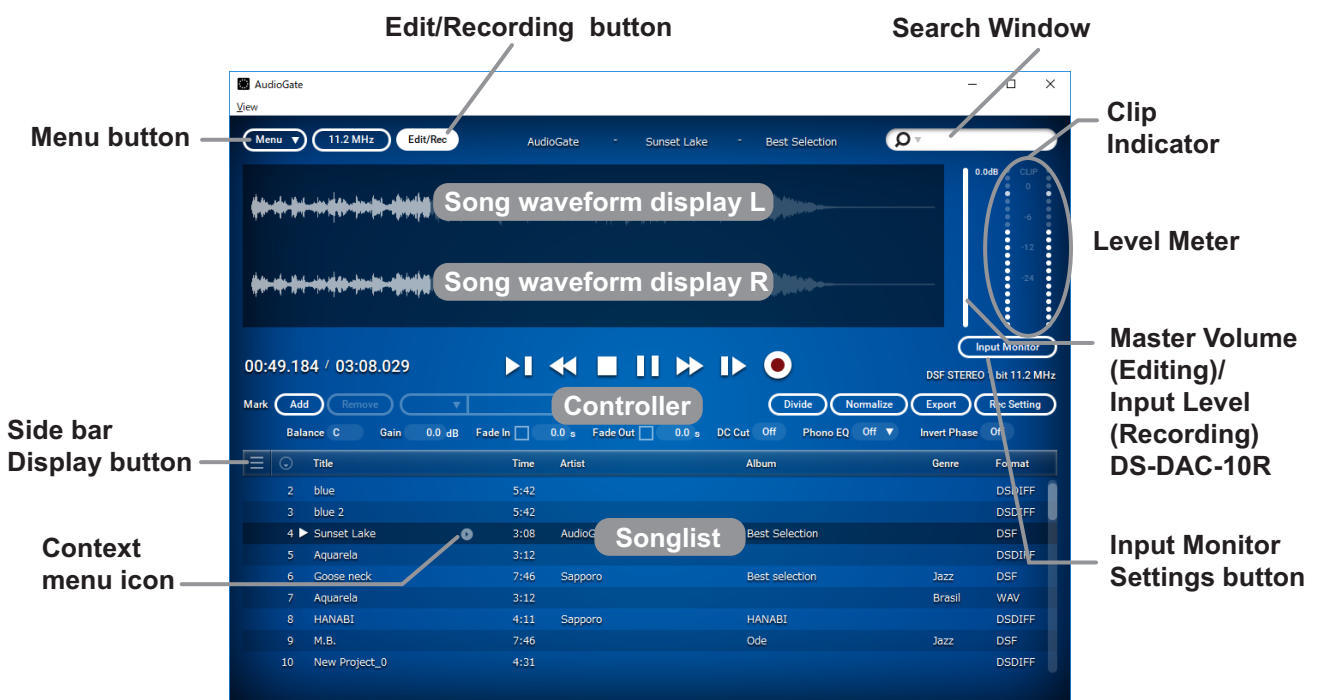 Edit/Recording button
Search Window
AudioGate
View
Menu button
Menu
11.2 MHz
Edit/Rec
AudioGate - Sunset Lake - Best Selection
Clip
Indicator
0.0dB
CLIP
0
-6
-12
-24
Song waveform display L
Song waveform display R
Level Meter
Input Monitor
00:49.184 / 03:08.029
DSF STEREO 1 bit 11.2 MHz
Master Volume
(Editing)/
Input Level
(Recording)
DS-DAC-10R
Mark
Add
Remove
Controller
Divide
Normalize
Export
Rec Setting
Balance C Gain 0.0 dB Fade In 0.0 s Fade Out 0.0 s DC Cut Off Phono EQ Off Invert Phase Off
Side bar
Display button
Title Time Artist Album Genre Format
2 blue 5:42 DSDIFF
3 blue 2 5:42 DSDIFF
4 Sunset Lake 3:08 Best Selection DSF
Songlist
5 Aquarela 3:12 DSDIFF
6 Goose neck 7:46 Sapporo Best selection Jazz DSF
7 Aquarela 3:12 Brasil WAV
8 HANABI 4:11 Sapporo HANABI DSDIFF
9 M.B. 7:46 Ode Jazz DSF
10 New Project_0 4:31 DSDIFF
Context
menu icon
Input Monitor
Settings button